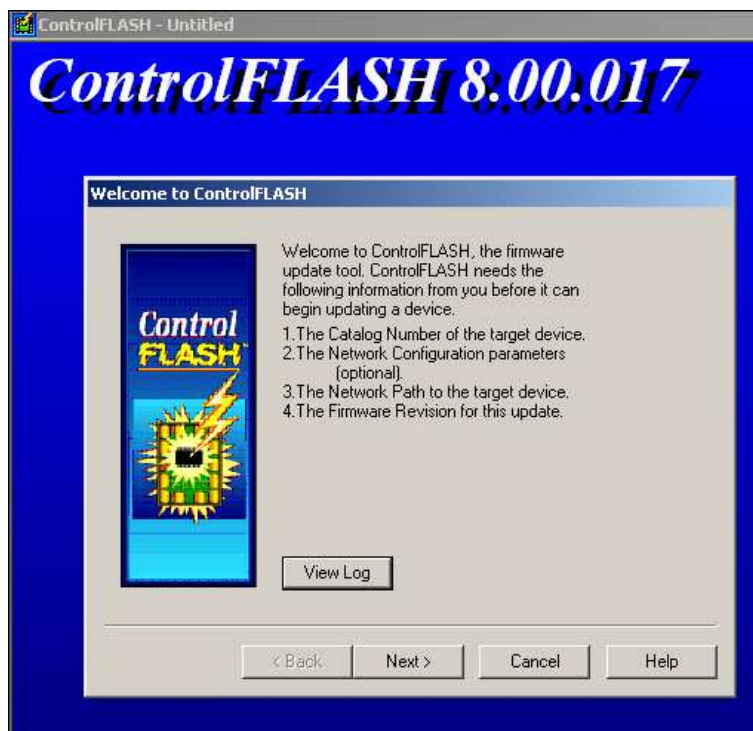 ControlFLASH - Untitled
ControlFLASH 8.00.017
Welcome to ControlFLASH
Control
FLASH
Welcome to ControlFLASH, the firmware
update tool. ControlFLASH needs the
following information from you before it can
begin updating a device.
1.The Catalog Number of the target device.
2.The Network Configuration parameters
(optional).
3.The Network Path to the target device.
4.The Firmware Revision for this update.
View Log
< Back
Next >
Cancel
Help